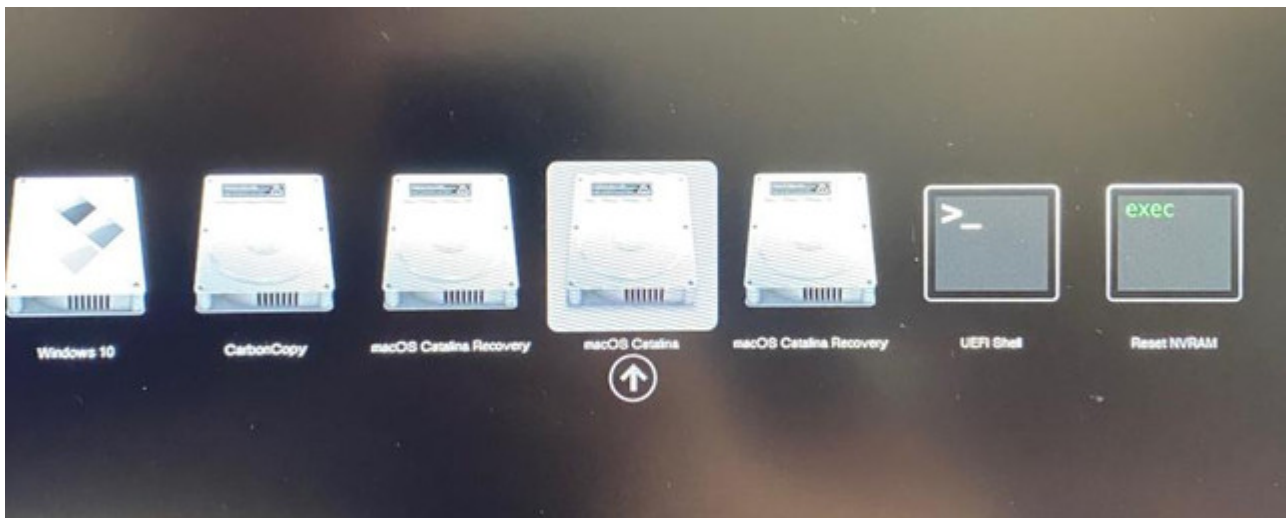 >_
exec
Windows 10
CarbonCopy
macOS Catalina Recovery
macOS Catalina
macOS Catalina Recovery
UEFI Shell
Reset NVRAM